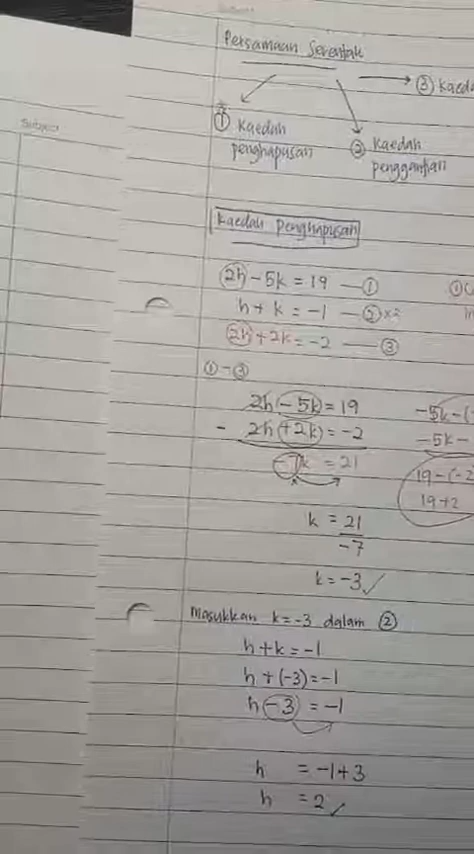 Subject
Persamaan Serentak
③ kaed
① kaedah penghapusan
② kaedah penggantian
Kaedah Penghapusan
2h - 5k = 19 — ①
h + k = -1 — ② ×2
2h + 2k = -2 — ③
① - ③
2h - 5k = 19
- 2h + 2k = -2
-7k = 21
-5k - (-
-5k -
19 - (-2
19 + 2
k = 21
-7
k = -3 ✓
Masukkan k = -3 dalam ②
h + k = -1
h + (-3) = -1
h - 3 = -1
h = -1 + 3
h = 2 ✓